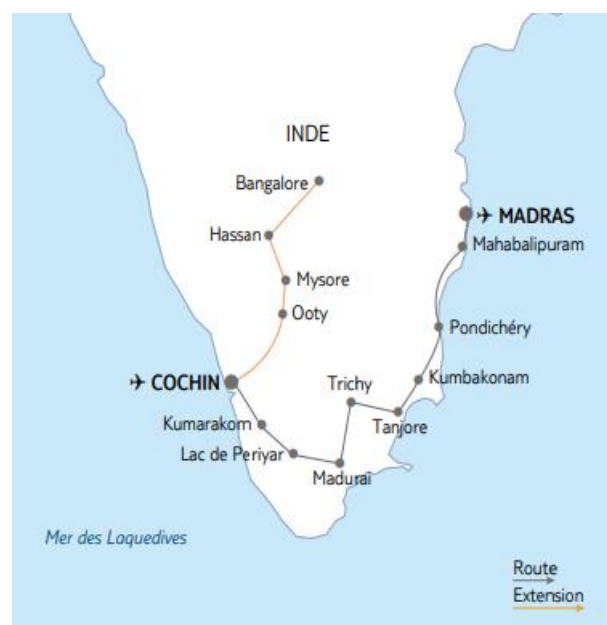 INDE
Bangalore
✈ MADRAS
Hassan
Mahabalipuram
Mysore
Ooty
Pondichéry
✈ COCHIN
Trichy
Kumbakonam
Kumarakom
Tanjore
Lac de Periyar
Madurai
Mer des Laquedives
Route
Extension